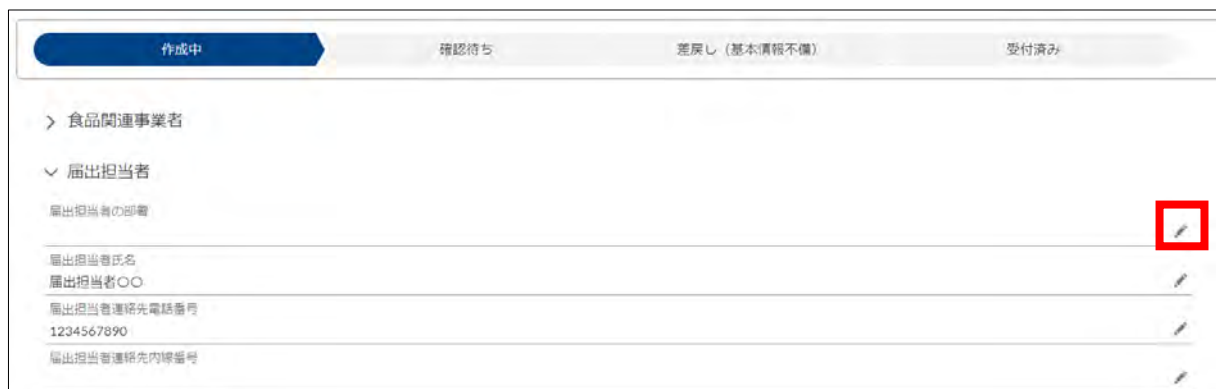 作成中 確認待ち 差戻し（基本情報不備） 受付済み
食品関連事業者
届出担当者
届出担当者の部署
届出担当者氏名
届出担当者〇〇
届出担当者連絡先電話番号
1234567890
届出担当者連絡先内線番号